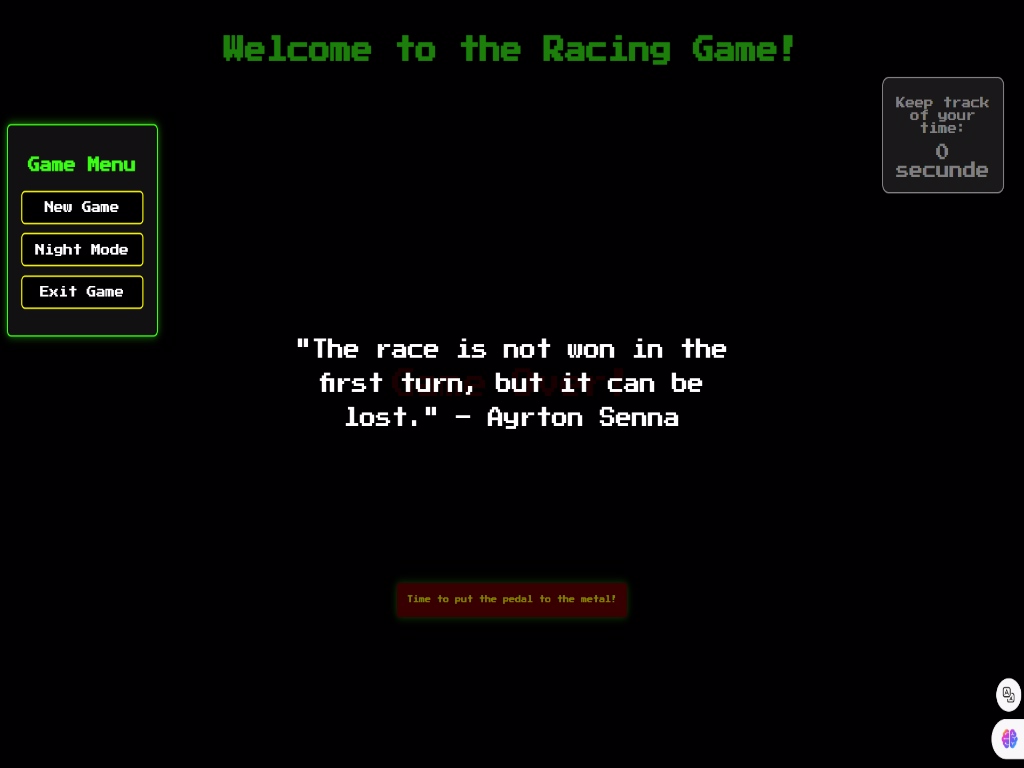 Welcome to the Racing Game!
Keep track
of your
time:
0
secunde
Game Menu
New Game
Night Mode
Exit Game
"The race is not won in the
first turn, but it can be
lost." – Ayrton Senna
Game Over!
Time to put the pedal to the metal!